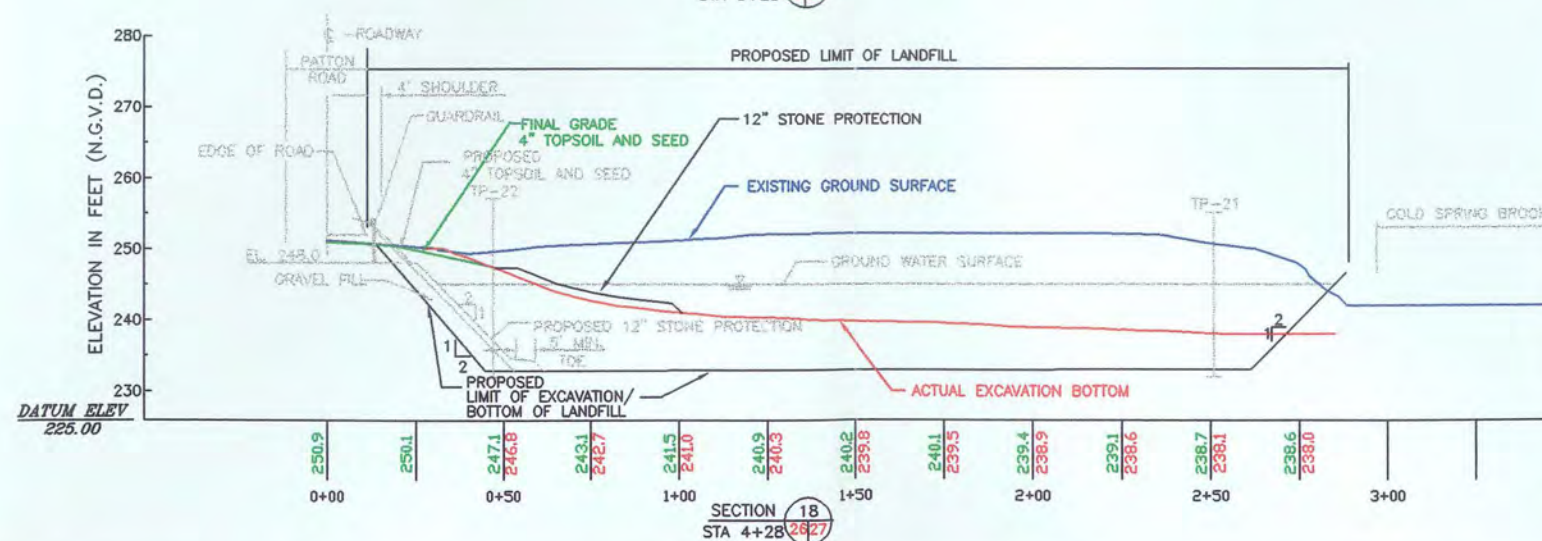 280
270
260
250
240
230
ELEVATION IN FEET (N.G.V.D.)
DATUM ELEV
225.00
℄ ROADWAY
PATTON
ROAD
4' SHOULDER
GUARDRAIL
EDGE OF ROAD
FINAL GRADE
4" TOPSOIL AND SEED
PROPOSED
4" TOPSOIL AND SEED
TP-22
PROPOSED LIMIT OF LANDFILL
12" STONE PROTECTION
EXISTING GROUND SURFACE
TP-21
COLD SPRING BROOK
EL. 248.0
GRAVEL FILL
GROUND WATER SURFACE
2
1
PROPOSED 12" STONE PROTECTION
5' MIN.
TOE
1
2
2
1
PROPOSED
LIMIT OF EXCAVATION/
BOTTOM OF LANDFILL
ACTUAL EXCAVATION BOTTOM
250.9
250.1
247.1
246.8
243.1
242.7
241.5
241.0
240.9
240.3
240.2
239.8
240.1
239.5
239.4
238.9
239.1
238.6
238.7
238.1
238.6
238.0
0+00 0+50 1+00 1+50 2+00 2+50 3+00
SECTION 18
STA 4+28 26 27